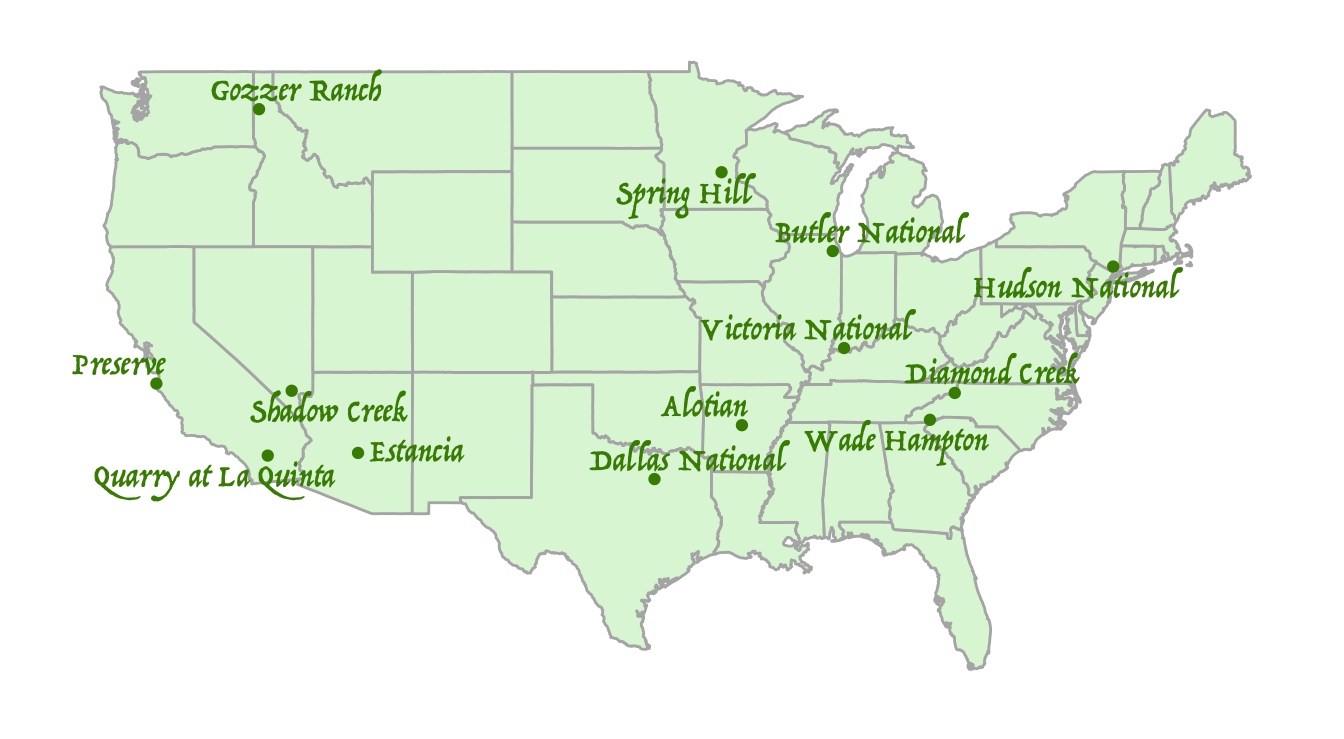 Gozzer Ranch
Spring Hill
Butler National
Hudson National
Victoria National
Preserve
Diamond Creek
Shadow Creek
Alotian
Wade Hampton
Estancia
Dallas National
Quarry at La Quinta